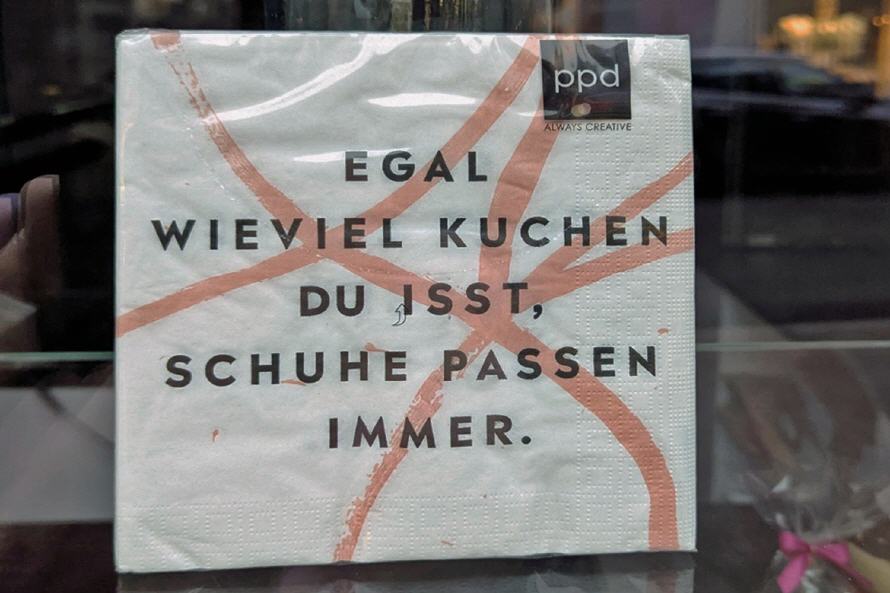 ppd
ALWAYS CREATIVE
EGAL
WIEVIEL KUCHEN
DU ISST,
SCHUHE PASSEN
IMMER.